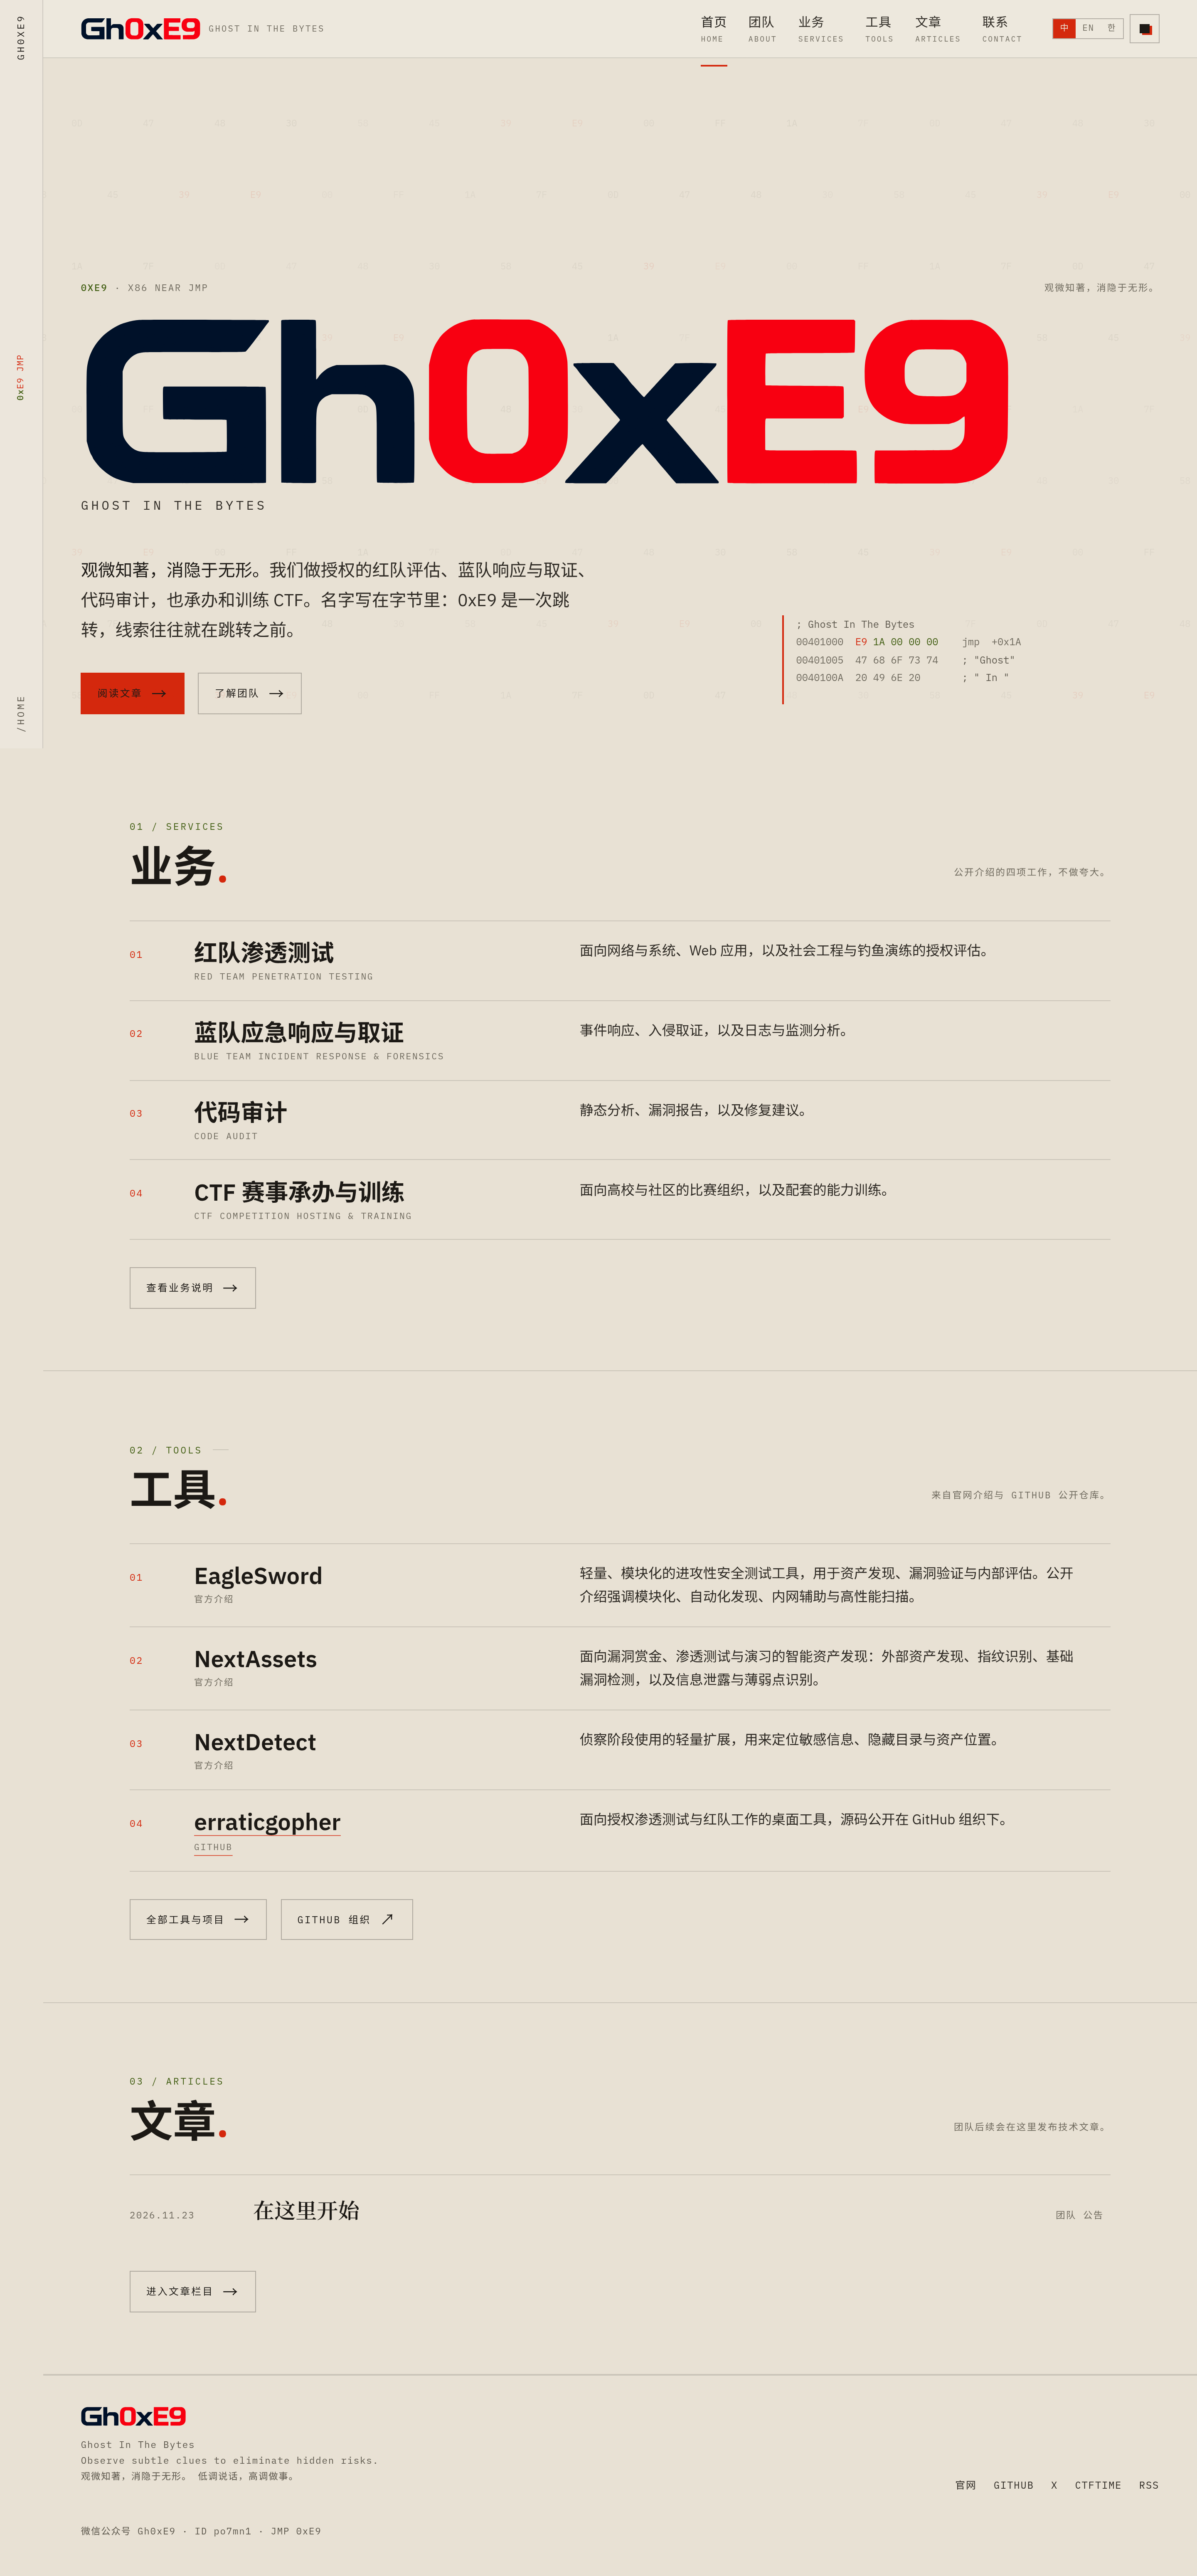 GH0XE9
0xE9 JMP
/HOME
Gh0xE9 GHOST IN THE BYTES
首页 团队 业务 工具 文章 联系
HOME ABOUT SERVICES TOOLS ARTICLES CONTACT
中 EN 한
0XE9 · X86 NEAR JMP
观微知著，消隐于无形。
Gh0xE9
GHOST IN THE BYTES
观微知著，消隐于无形。我们做授权的红队评估、蓝队响应与取证、
代码审计，也承办和训练 CTF。名字写在字节里：0xE9 是一次跳
转，线索往往就在跳转之前。
; Ghost In The Bytes
00401000 E9 1A 00 00 00 jmp +0x1A
00401005 47 68 6F 73 74 ; "Ghost"
0040100A 20 49 6E 20 ; " In "
阅读文章 →
了解团队 →
01 / SERVICES
业务.
公开介绍的四项工作，不做夸大。
01 红队渗透测试
RED TEAM PENETRATION TESTING
面向网络与系统、Web 应用，以及社会工程与钓鱼演练的授权评估。
02 蓝队应急响应与取证
BLUE TEAM INCIDENT RESPONSE & FORENSICS
事件响应、入侵取证，以及日志与监测分析。
03 代码审计
CODE AUDIT
静态分析、漏洞报告，以及修复建议。
04 CTF 赛事承办与训练
CTF COMPETITION HOSTING & TRAINING
面向高校与社区的比赛组织，以及配套的能力训练。
查看业务说明 →
02 / TOOLS
工具.
来自官网介绍与 GITHUB 公开仓库。
01 EagleSword
官方介绍
轻量、模块化的进攻性安全测试工具，用于资产发现、漏洞验证与内部评估。公开
介绍强调模块化、自动化发现、内网辅助与高性能扫描。
02 NextAssets
官方介绍
面向漏洞赏金、渗透测试与演习的智能资产发现：外部资产发现、指纹识别、基础
漏洞检测，以及信息泄露与薄弱点识别。
03 NextDetect
官方介绍
侦察阶段使用的轻量扩展，用来定位敏感信息、隐藏目录与资产位置。
04 erraticgopher
GITHUB
面向授权渗透测试与红队工作的桌面工具，源码公开在 GitHub 组织下。
全部工具与项目 →
GITHUB 组织 ↗
03 / ARTICLES
文章.
团队后续会在这里发布技术文章。
2026.11.23 在这里开始 团队 公告
进入文章栏目 →
Gh0xE9
Ghost In The Bytes
Observe subtle clues to eliminate hidden risks.
观微知著，消隐于无形。 低调说话，高调做事。
官网 GITHUB X CTFTIME RSS
微信公众号 Gh0xE9 · ID po7mn1 · JMP 0xE9